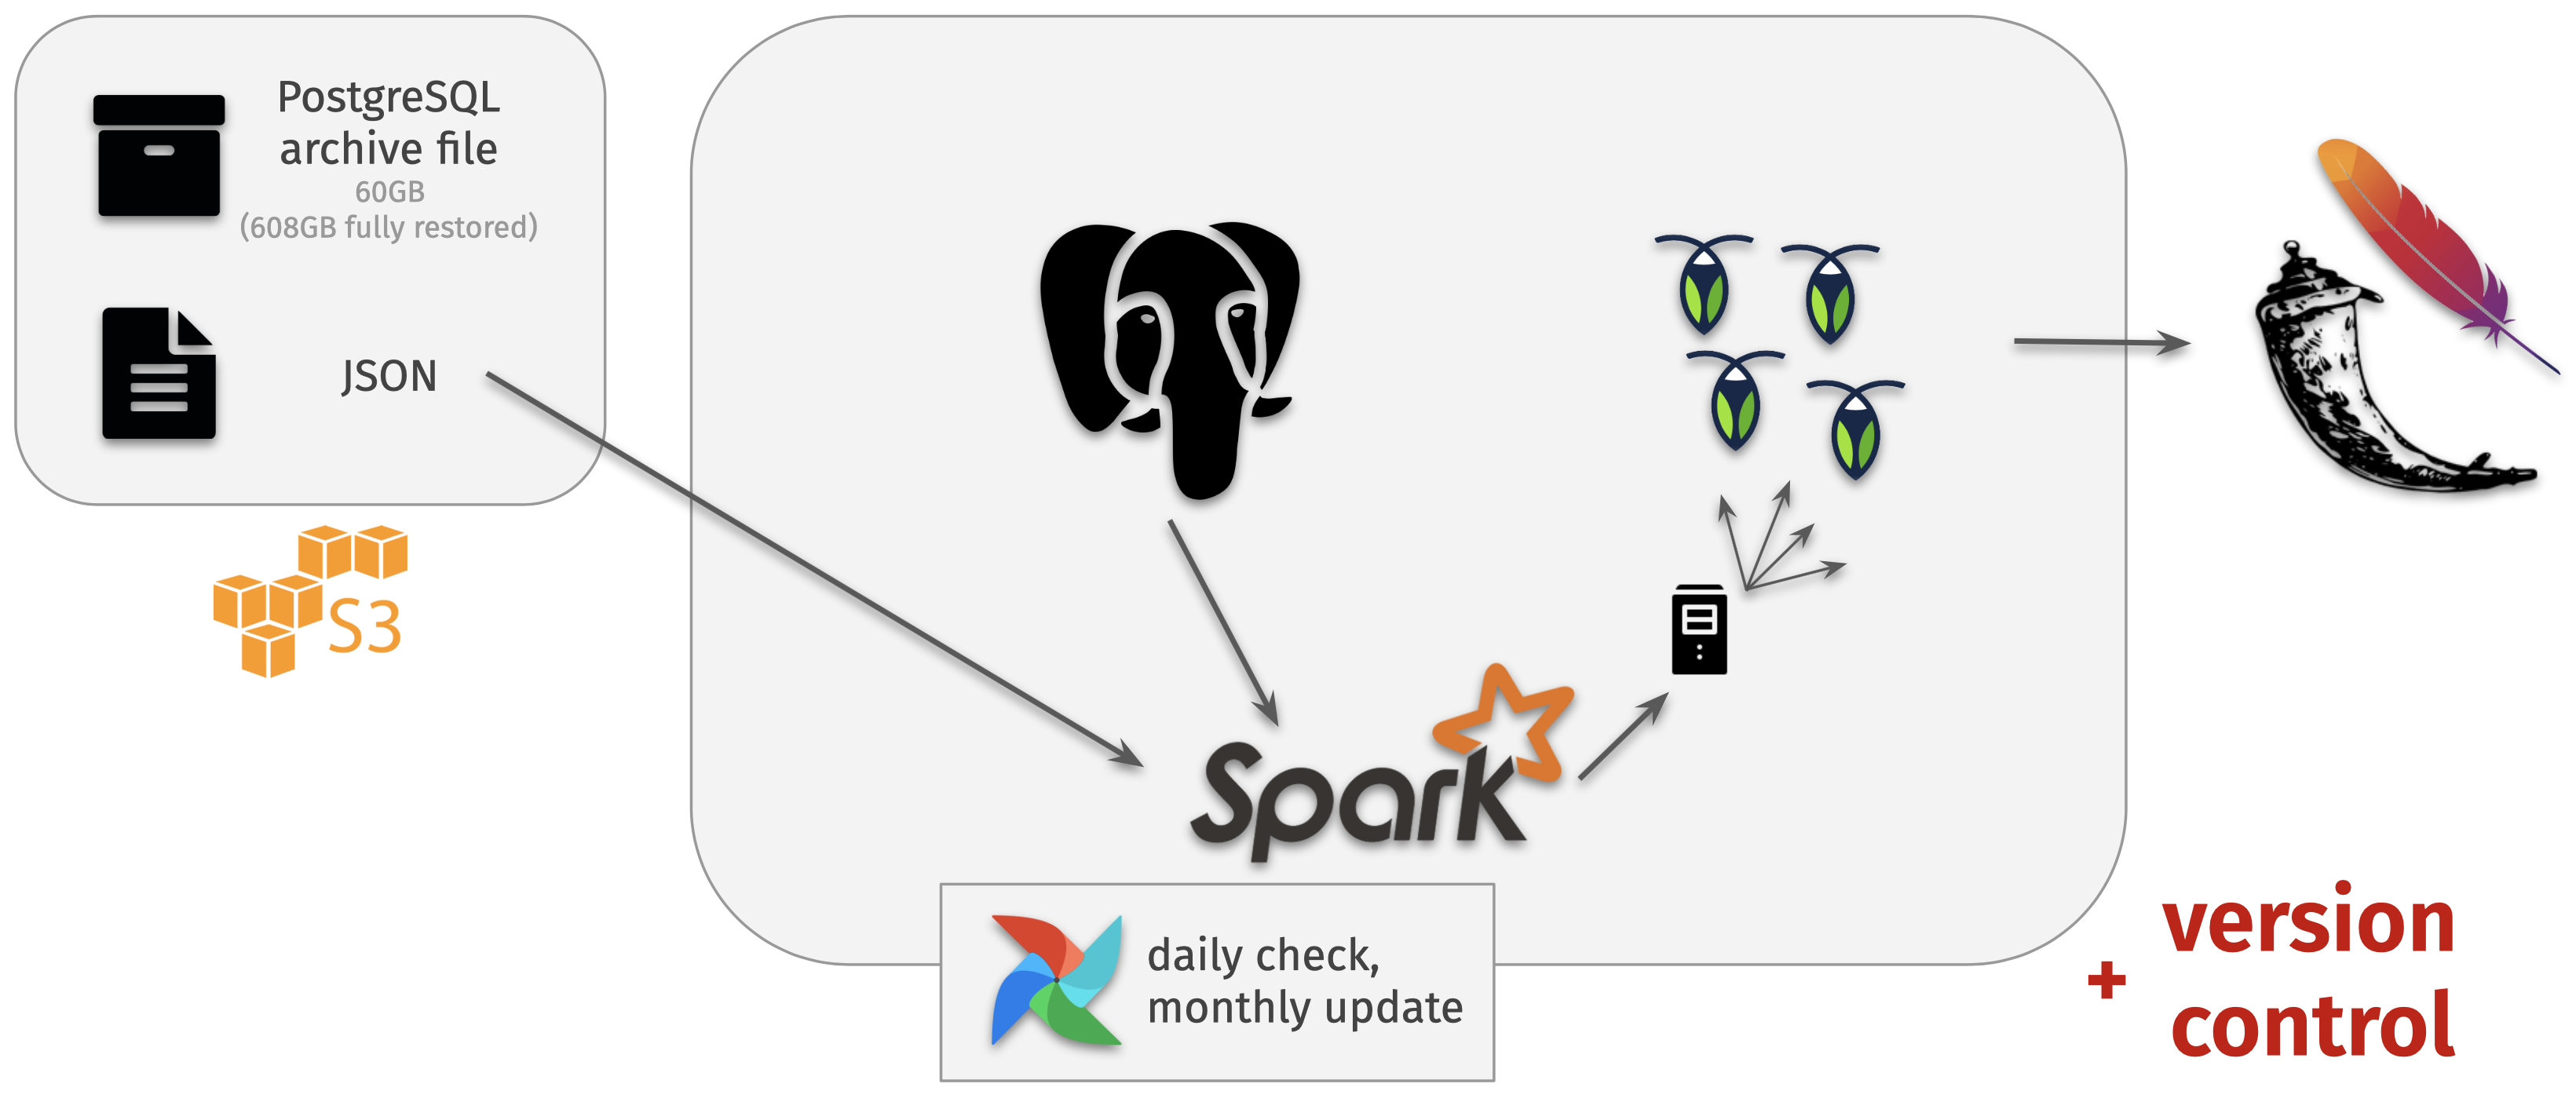 PostgreSQL
archive file
60GB
(608GB fully restored)
JSON
S3
Spark
daily check,
monthly update
+ version
control